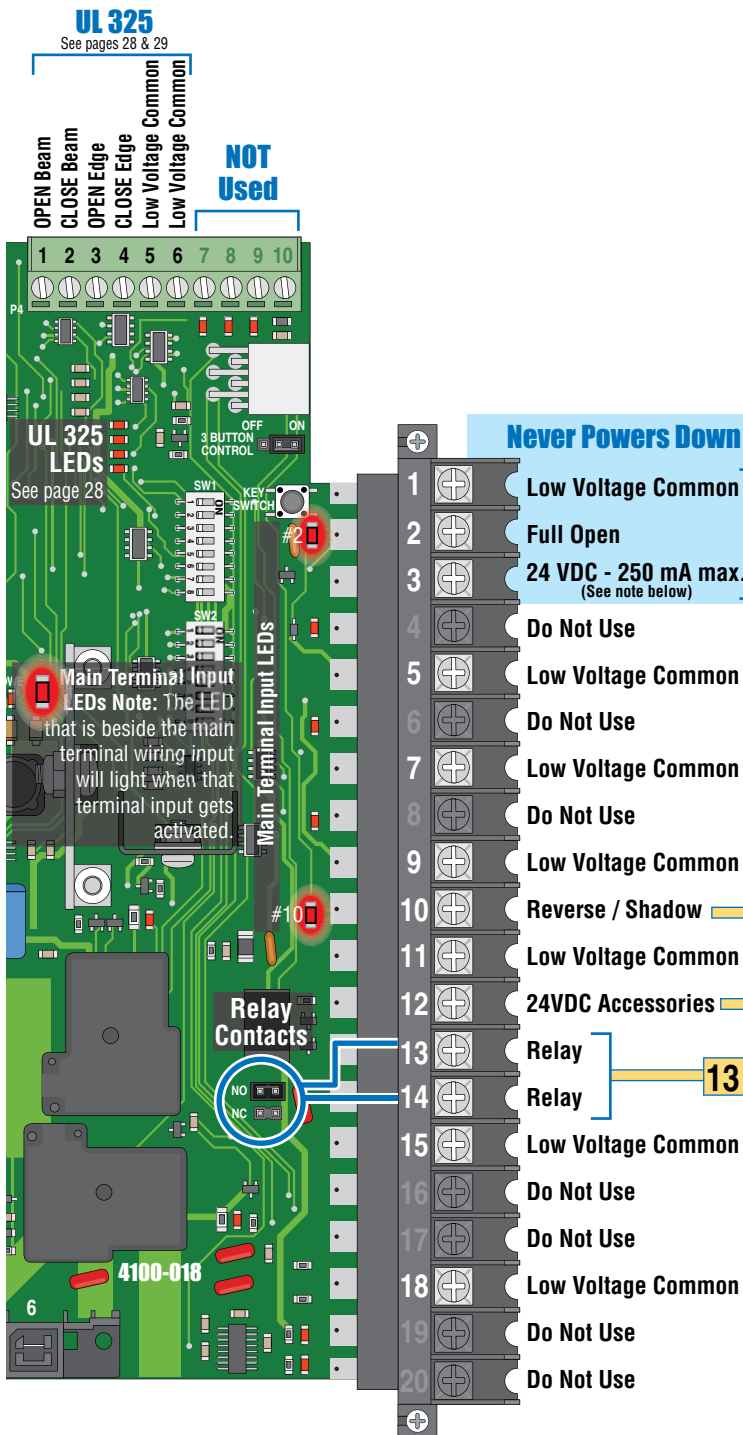 UL 325
See pages 28 & 29
OPEN Beam
CLOSE Beam
OPEN Edge
CLOSE Edge
Low Voltage Common
Low Voltage Common
NOT
Used
1 2 3 4 5 6 7 8 9 10
P4
UL 325
LEDs
See page 28
OFF ON
3 BUTTON
CONTROL
SW1
ON
1
2
3
4
5
6
7
8
KEY
SWITCH
#2
SW2
ON
1
2
3
Main Terminal Input
LEDs Note: The LED
that is beside the main
terminal wiring input
will light when that
terminal input gets
activated.
Main Terminal Input LEDs
#10
Relay
Contacts
NO
NC
4100-018
6
Never Powers Down
1 Low Voltage Common
2 Full Open
3 24 VDC - 250 mA max.
(See note below)
4 Do Not Use
5 Low Voltage Common
6 Do Not Use
7 Low Voltage Common
8 Do Not Use
9 Low Voltage Common
10 Reverse / Shadow
11 Low Voltage Common
12 24VDC Accessories
13 Relay
13
14 Relay
15 Low Voltage Common
16 Do Not Use
17 Do Not Use
18 Low Voltage Common
19 Do Not Use
20 Do Not Use